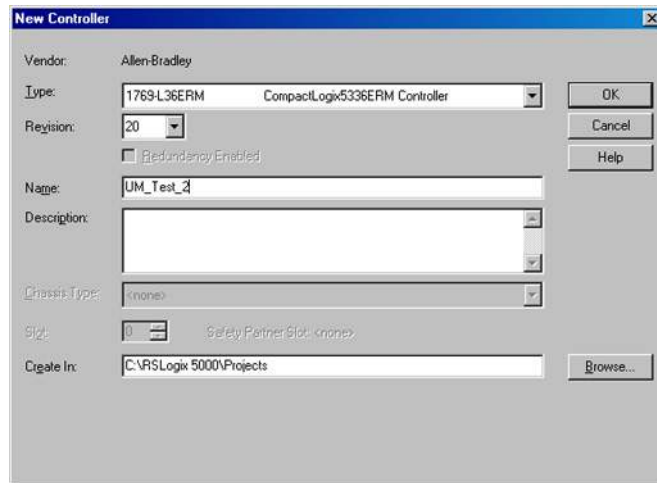 New Controller
Vendor: Allen-Bradley
Type: 1769-L36ERM CompactLogix5336ERM Controller
OK
Revision: 20
Cancel
Redundancy Enabled
Help
Name: UM_Test_2
Description:
Chassis Type: <none>
Slot: 0 Safety Partner Slot: <none>
Create In: C:\RSLogix 5000\Projects
Browse...